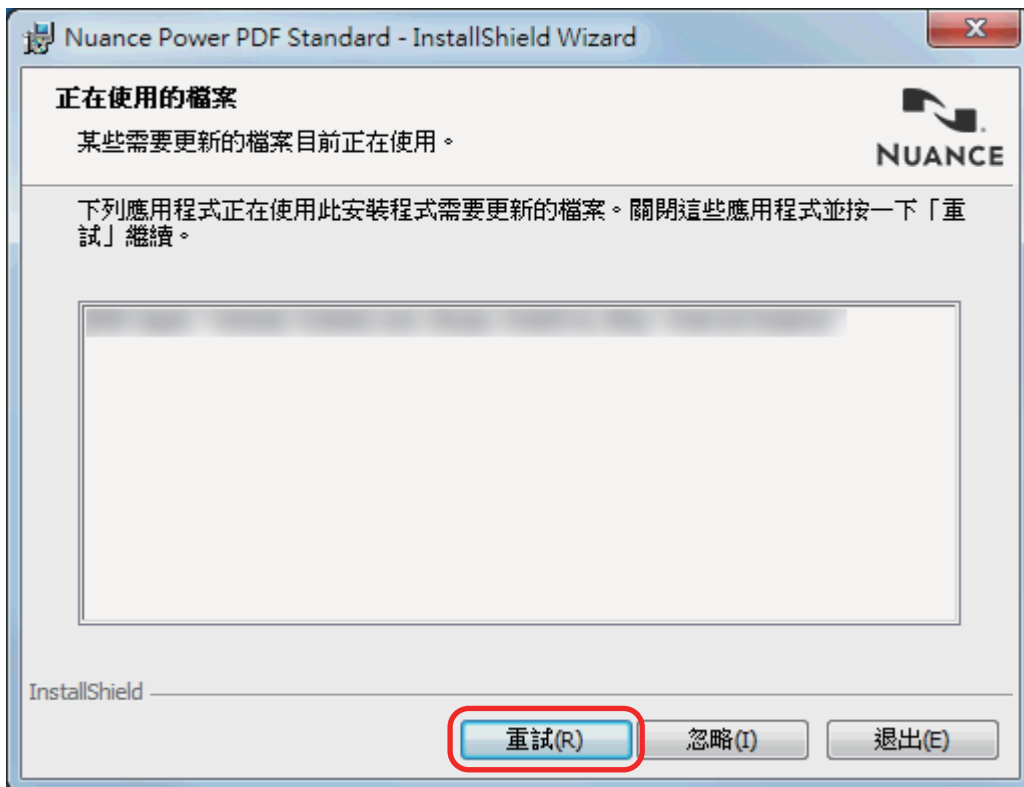 Nuance Power PDF Standard - InstallShield Wizard
正在使用的檔案
某些需要更新的檔案目前正在使用。
NUANCE
下列應用程式正在使用此安裝程式需要更新的檔案。關閉這些應用程式並按一下「重
試」繼續。
InstallShield
重試(R) 忽略(I) 退出(E)